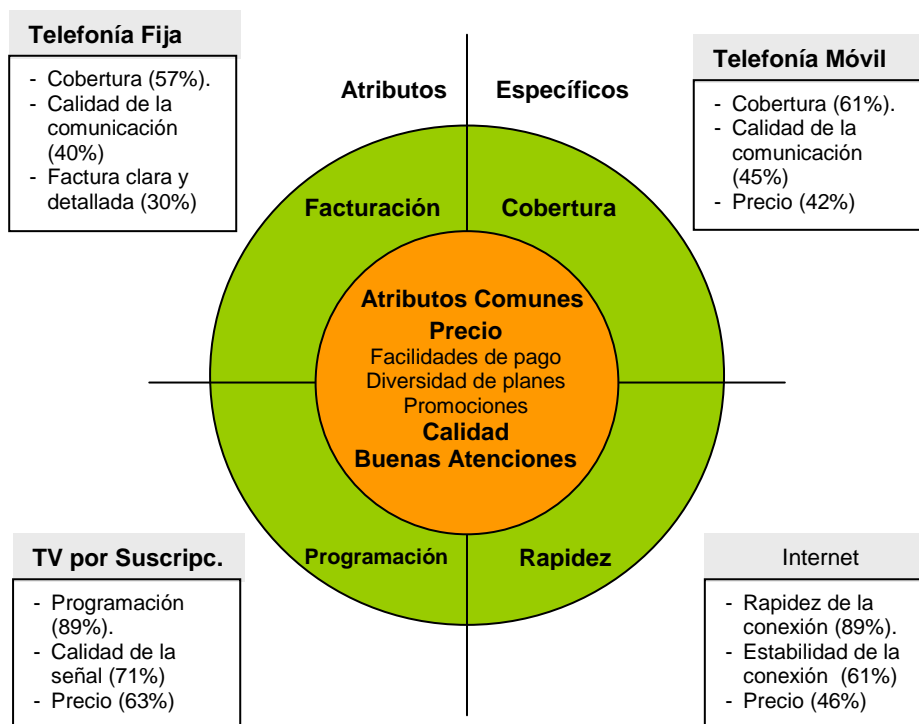 Telefonía Fija
- Cobertura (57%).
- Calidad de la
comunicación
(40%)
- Factura clara y
detallada (30%)
Atributos
Específicos
Telefonía Móvil
- Cobertura (61%).
- Calidad de la
comunicación
(45%)
- Precio (42%)
Facturación
Cobertura
Atributos Comunes
Precio
Facilidades de pago
Diversidad de planes
Promociones
Calidad
Buenas Atenciones
Programación
Rapidez
TV por Suscripc.
- Programación
(89%).
- Calidad de la
señal (71%)
- Precio (63%)
Internet
- Rapidez de la
conexión (89%).
- Estabilidad de la
conexión (61%)
- Precio (46%)